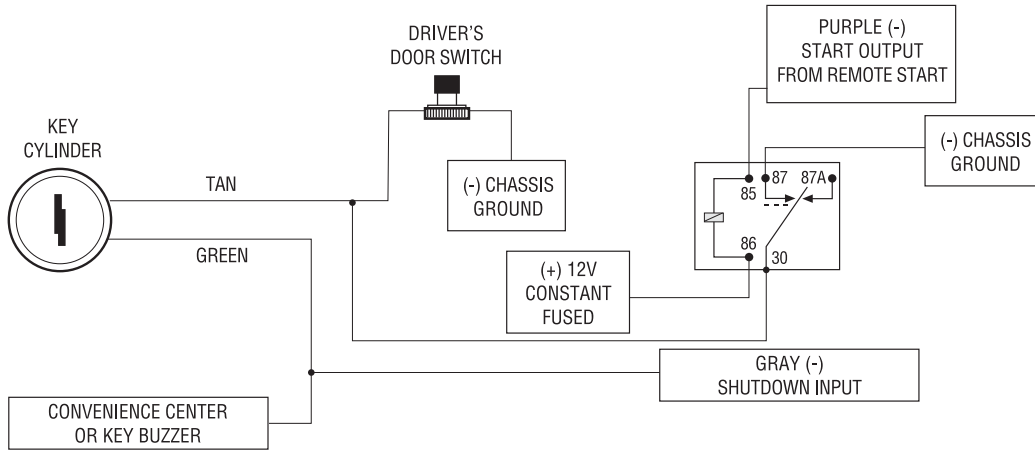 DRIVER'S
DOOR SWITCH
PURPLE (-)
START OUTPUT
FROM REMOTE START
KEY
CYLINDER
(-) CHASSIS
GROUND
TAN
(-) CHASSIS
GROUND
85
87
87A
GREEN
86
30
(+) 12V
CONSTANT
FUSED
GRAY (-)
SHUTDOWN INPUT
CONVENIENCE CENTER
OR KEY BUZZER